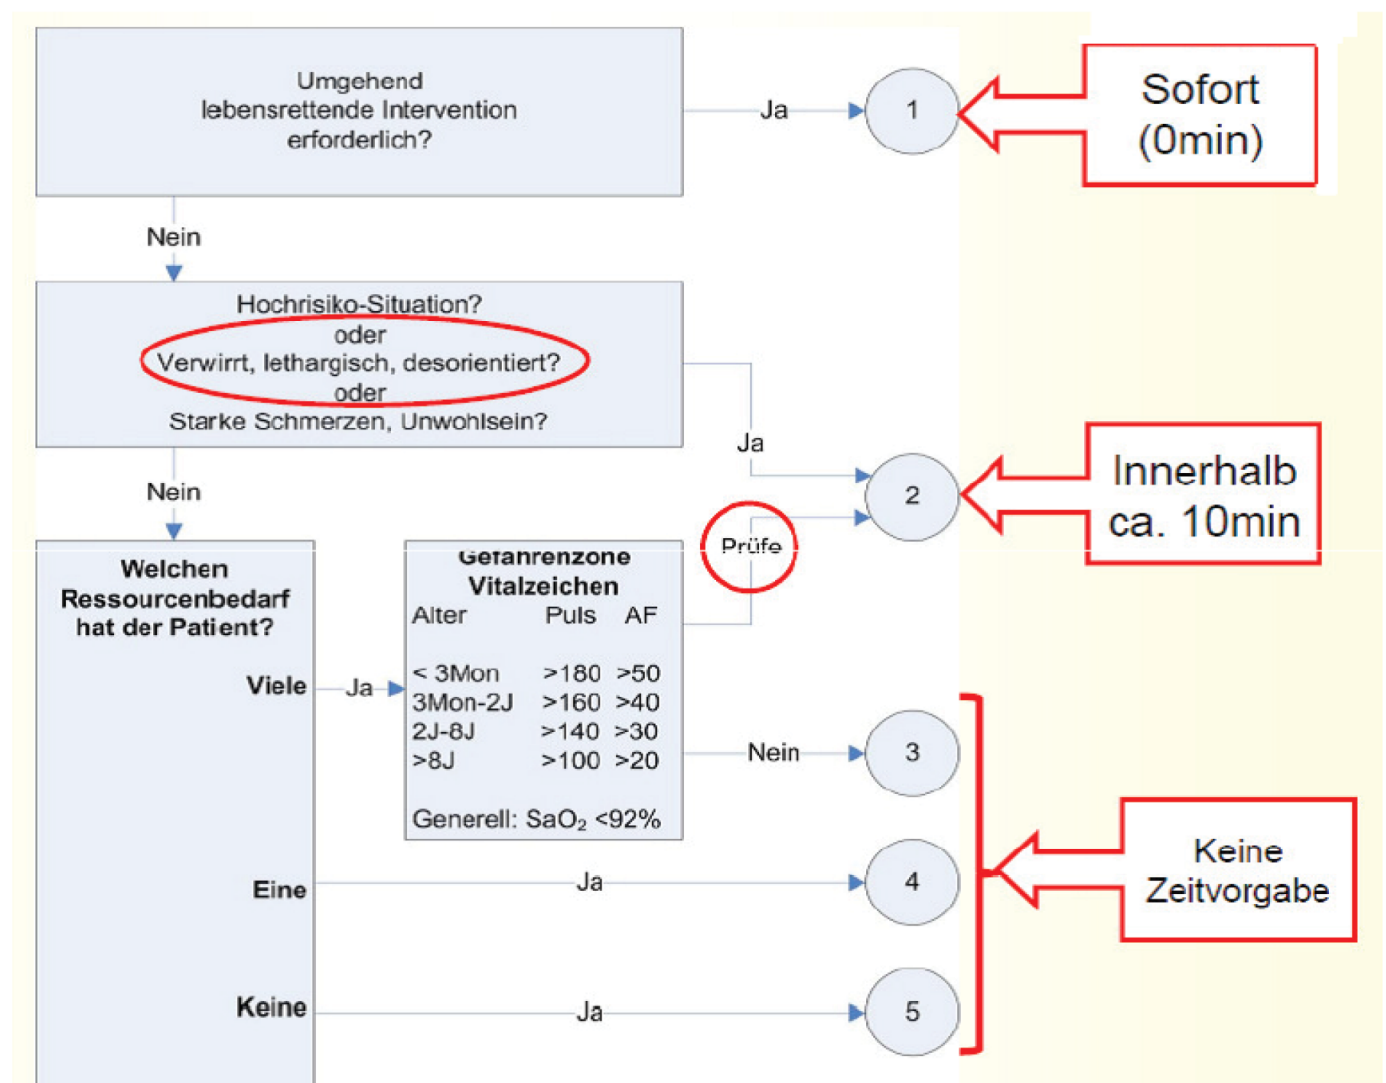 Umgehend
lebensrettende Intervention
erforderlich?
Ja
1
Sofort
(0min)
Nein
Hochrisiko-Situation?
oder
Verwirrt, lethargisch, desorientiert?
oder
Starke Schmerzen, Unwohlsein?
Ja
2
Innerhalb
ca. 10min
Nein
Prüfe
Welchen
Ressourcenbedarf
hat der Patient?
Viele
Ja
Gefahrenzone
Vitalzeichen
Alter Puls AF
< 3Mon >180 >50
3Mon-2J >160 >40
2J-8J >140 >30
>8J >100 >20
Generell: SaO₂ <92%
Nein
3
Eine
Ja
4
Keine
Ja
5
Keine
Zeitvorgabe